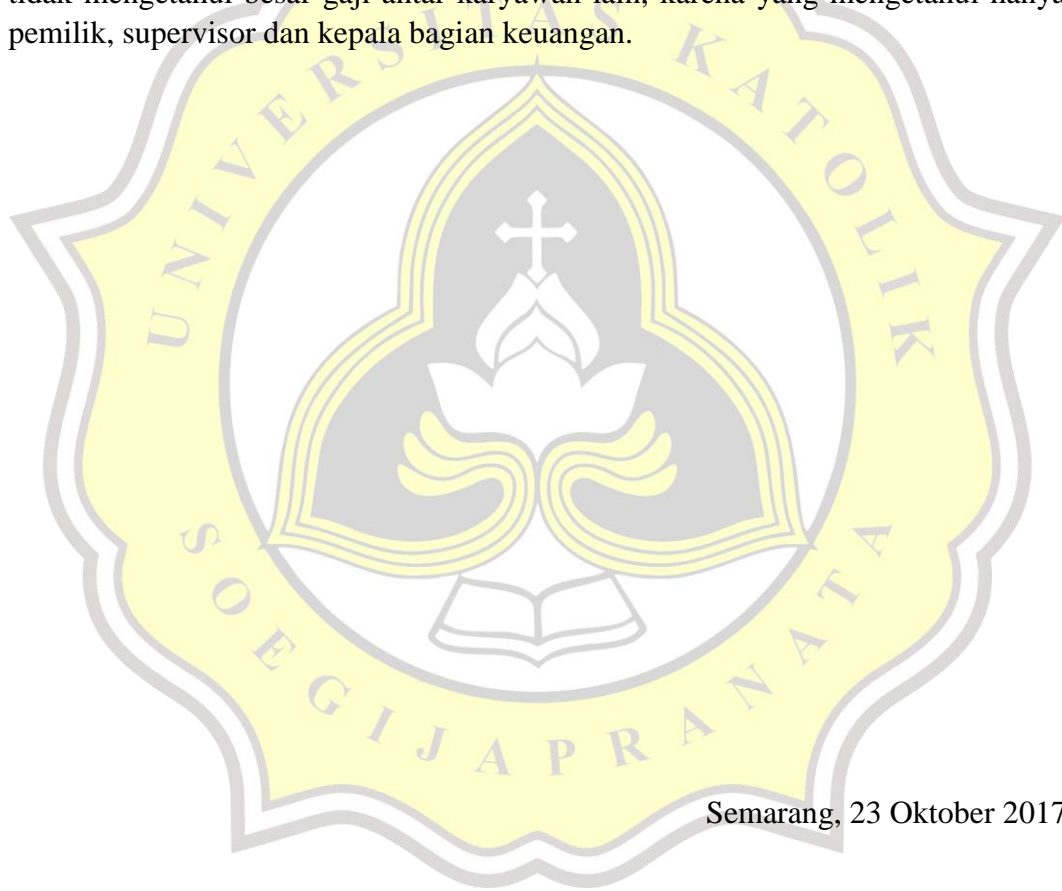 tidak mengetahui besar gaji antar karyawan lain, karena yang mengetahui hanya
pemilik, supervisor dan kepala bagian keuangan.
UNIVERSITAS KATOLIK
SOEGIJAPRANATA
Semarang, 23 Oktober 2017